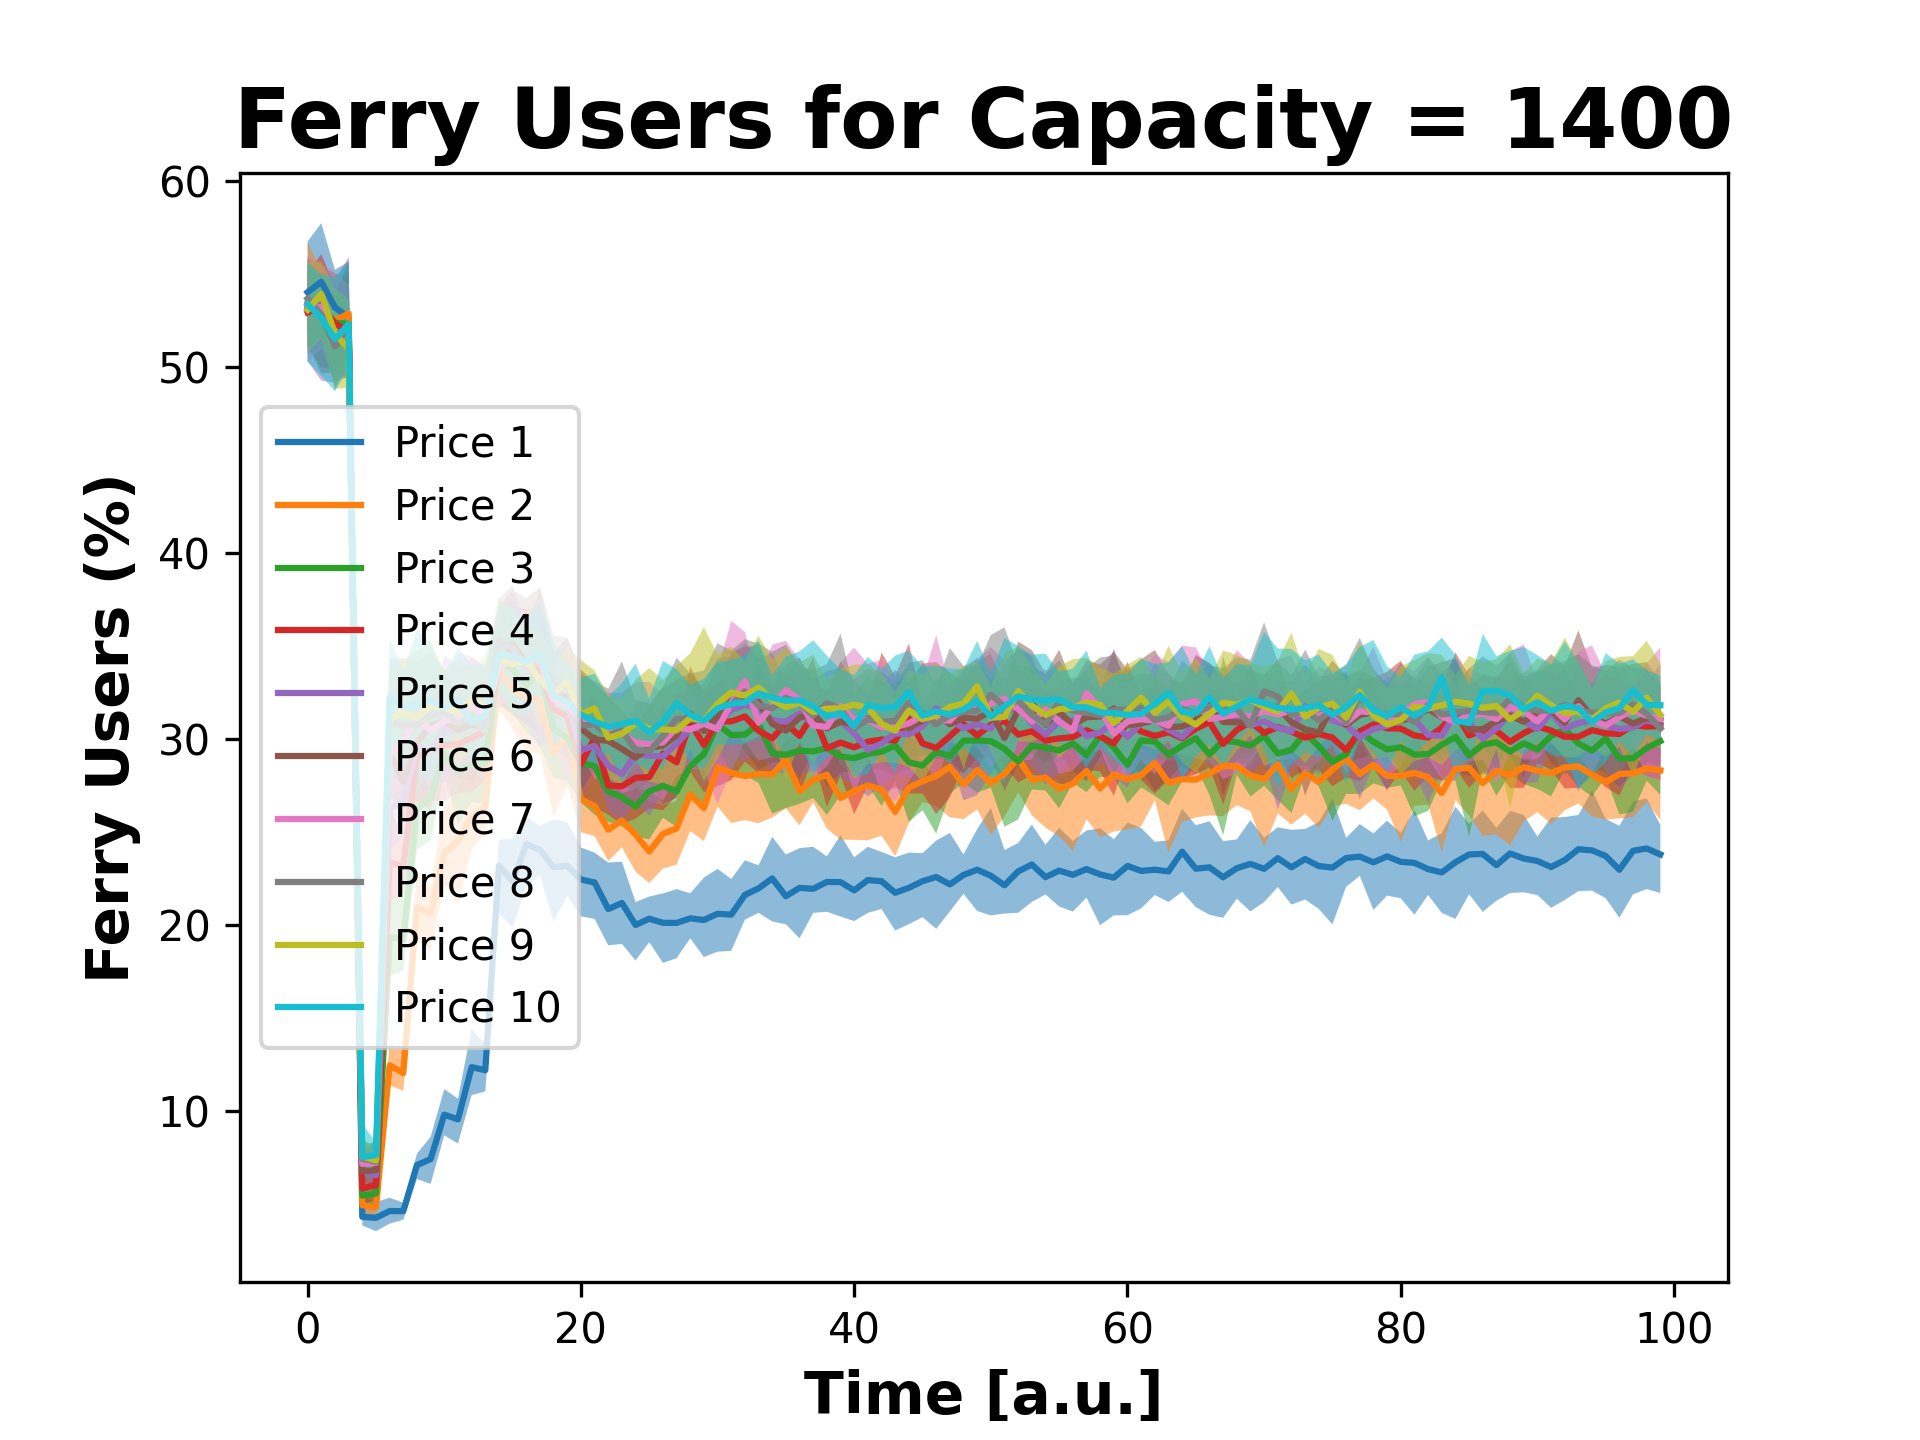 Ferry Users for Capacity = 1400
Ferry Users (%)
60
50
40
30
20
10
Price 1
Price 2
Price 3
Price 4
Price 5
Price 6
Price 7
Price 8
Price 9
Price 10
0 20 40 60 80 100
Time [a.u.]